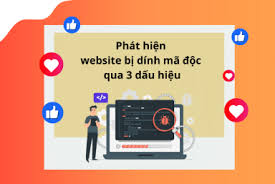 Phát hiện
website bị dính mã độc
qua 3 dấu hiệu
</>